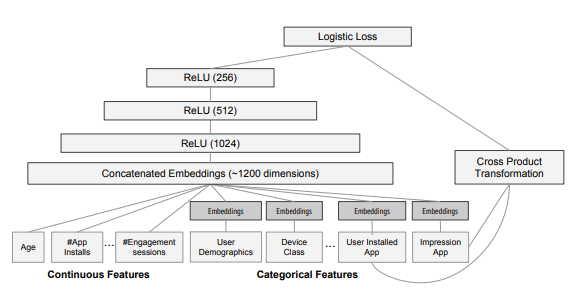 Logistic Loss
ReLU (256)
ReLU (512)
ReLU (1024)
Concatenated Embeddings (~1200 dimensions)
Cross Product
Transformation
Embeddings
Embeddings
Embeddings
Embeddings
Age
#App
Installs
...
#Engagement
sessions
User
Demographics
Device
Class
...
User Installed
App
Impression
App
Continuous Features
Categorical Features